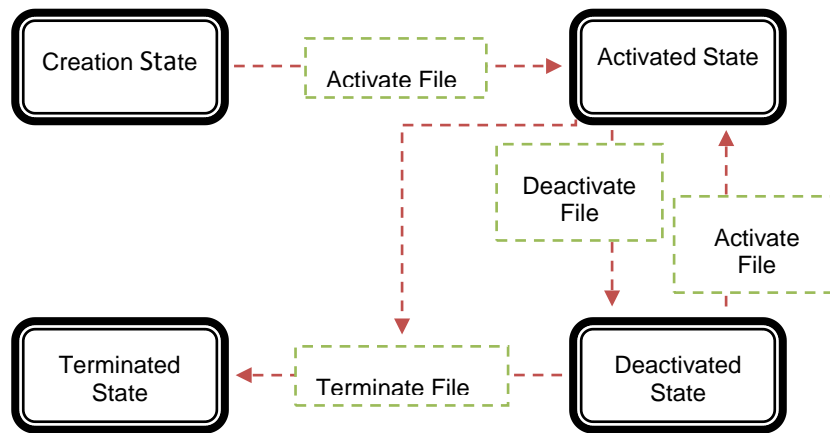 Creation State
Activate File
Activated State
Deactivate
File
Activate
File
Terminated
State
Terminate File
Deactivated
State